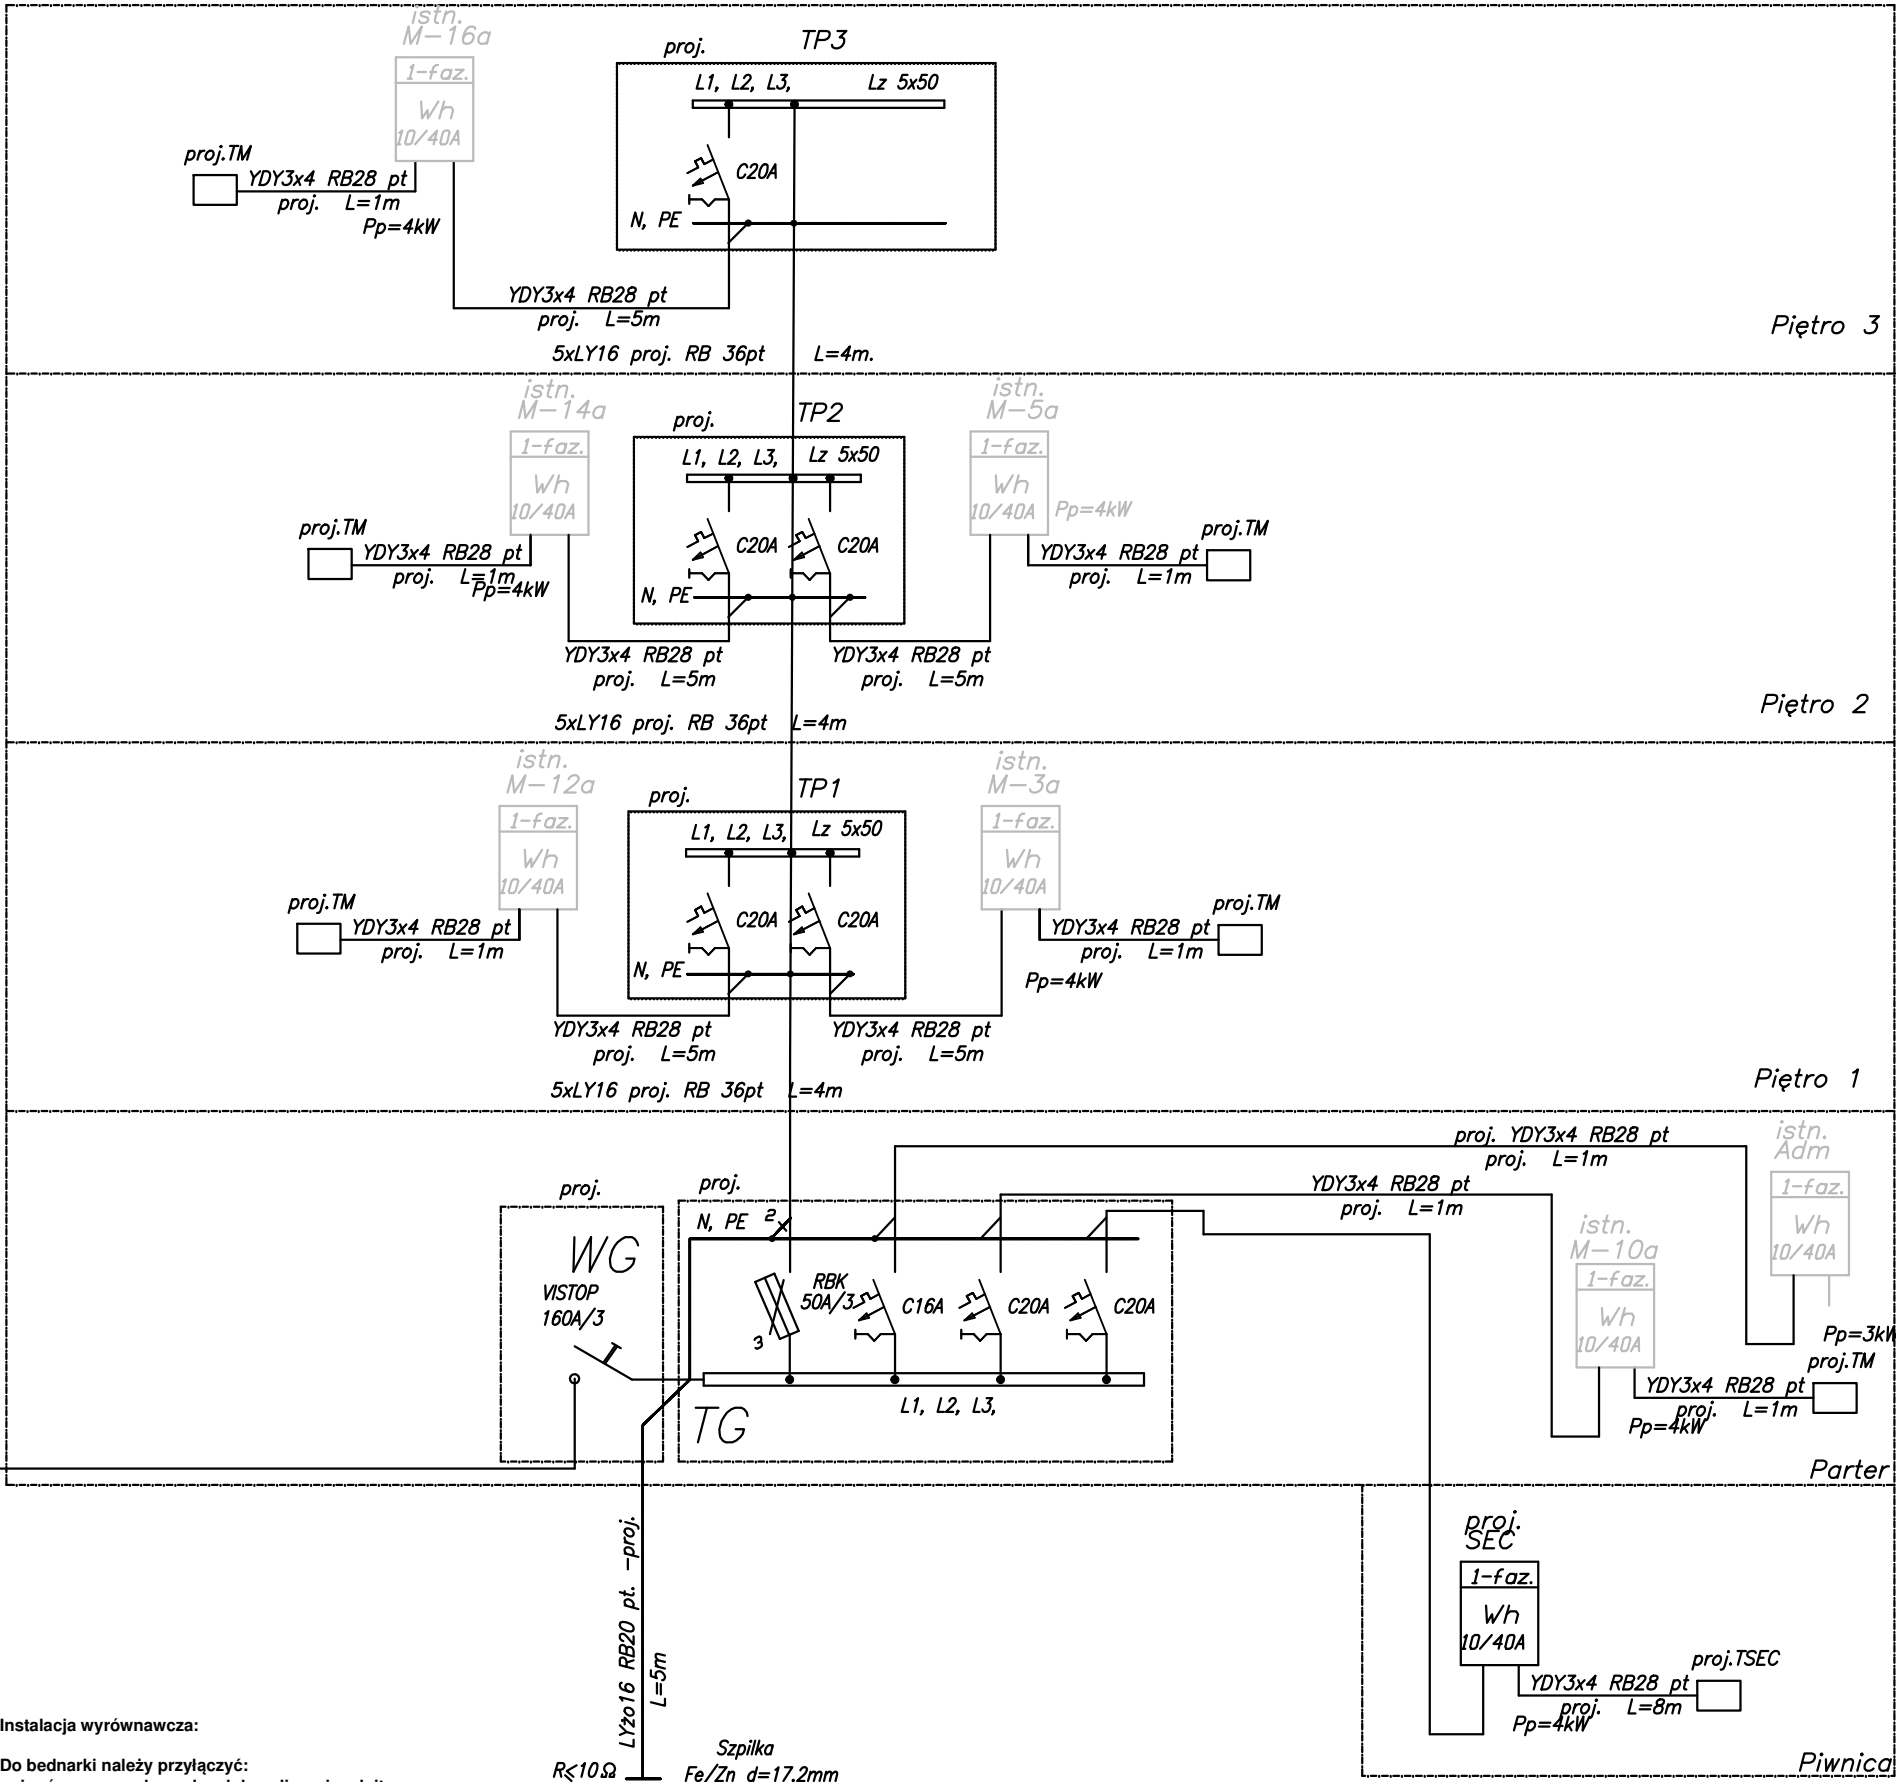 istn.
M-16a
1-faz.
Wh
10/40A
proj.TM
YDY3x4 RB28 pt
proj. L=1m
Pp=4kW
proj.
TP3
L1, L2, L3,
Lz 5x50
C20A
N, PE
YDY3x4 RB28 pt
proj. L=5m
5xLY16 proj. RB 36pt L=4m.
Piętro 3
istn.
M-14a
1-faz.
Wh
10/40A
proj.TM
YDY3x4 RB28 pt
proj. L=1m
Pp=4kW
proj.
TP2
L1, L2, L3,
Lz 5x50
C20A
C20A
N, PE
istn.
M-5a
1-faz.
Wh
10/40A
Pp=4kW
proj.TM
YDY3x4 RB28 pt
proj. L=1m
YDY3x4 RB28 pt
proj. L=5m
YDY3x4 RB28 pt
proj. L=5m
5xLY16 proj. RB 36pt L=4m
Piętro 2
istn.
M-12a
1-faz.
Wh
10/40A
proj.TM
YDY3x4 RB28 pt
proj. L=1m
proj.
TP1
L1, L2, L3,
Lz 5x50
C20A
C20A
N, PE
istn.
M-3a
1-faz.
Wh
10/40A
proj.TM
YDY3x4 RB28 pt
proj. L=1m
Pp=4kW
YDY3x4 RB28 pt
proj. L=5m
YDY3x4 RB28 pt
proj. L=5m
5xLY16 proj. RB 36pt L=4m
Piętro 1
proj. YDY3x4 RB28 pt
proj. L=1m
istn.
Adm
1-faz.
Wh
10/40A
Pp=3kW
YDY3x4 RB28 pt
proj. L=1m
istn.
M-10a
1-faz.
Wh
10/40A
proj.TM
YDY3x4 RB28 pt
proj. L=1m
Pp=4kW
proj.
WG
VISTOP
160A/3
proj.
N, PE
2
RBK
50A/3
3
C16A
C20A
C20A
L1, L2, L3,
TG
Parter
LYżo16 RB20 pt. -proj.
L=5m
proj.
SEC
1-faz.
Wh
10/40A
proj.TSEC
YDY3x4 RB28 pt
proj. L=8m
Pp=4kW
Piwnica
Instalacja wyrównawcza:
Do bednarki należy przyłączyć:
R≤10Ω
Szpilka
Fe/Zn d=17.2mm